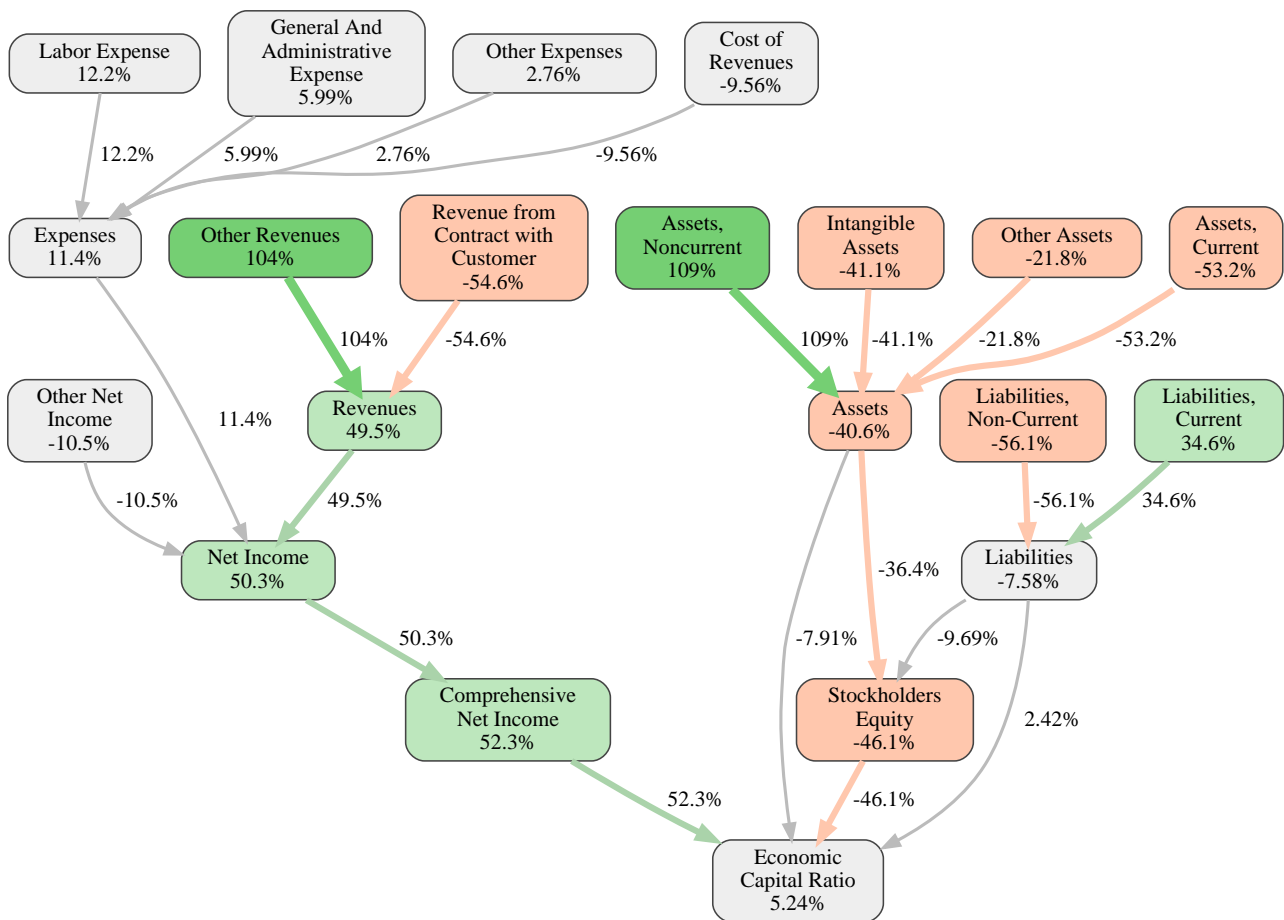 Labor Expense
12.2%
General And
Administrative
Expense
5.99%
Other Expenses
2.76%
Cost of
Revenues
-9.56%
12.2%
5.99%
2.76%
-9.56%
Expenses
11.4%
Other Revenues
104%
Revenue from
Contract with
Customer
-54.6%
Assets,
Noncurrent
109%
Intangible
Assets
-41.1%
Other Assets
-21.8%
Assets,
Current
-53.2%
104%
-54.6%
109%
-41.1%
-21.8%
-53.2%
Other Net
Income
-10.5%
11.4%
Revenues
49.5%
Assets
-40.6%
Liabilities,
Non-Current
-56.1%
Liabilities,
Current
34.6%
-10.5%
49.5%
-56.1%
34.6%
Net Income
50.3%
-36.4%
Liabilities
-7.58%
50.3%
-7.91%
-9.69%
2.42%
Comprehensive
Net Income
52.3%
Stockholders
Equity
-46.1%
52.3%
-46.1%
Economic
Capital Ratio
5.24%